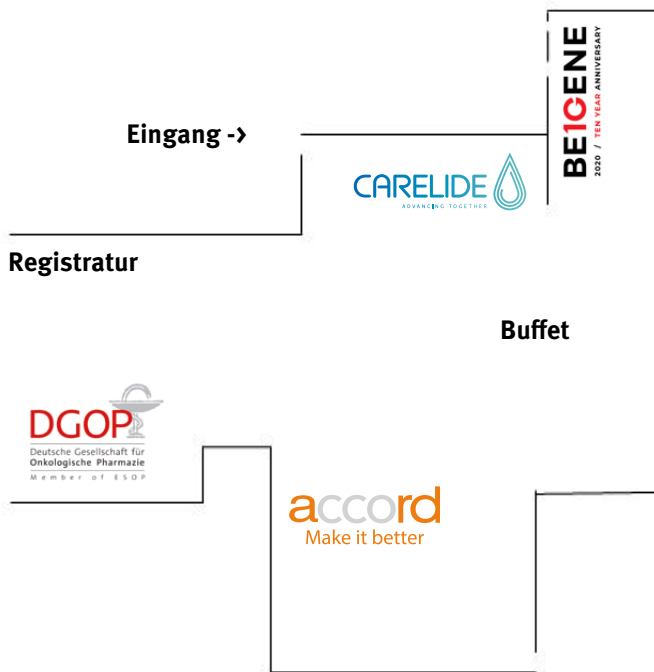 BE1GENE
2020 / TEN YEAR ANNIVERSARY
Eingang ->
CARELIDE
ADVANCING TOGETHER
Registratur
Buffet
DGOP
Deutsche Gesellschaft für
Onkologische Pharmazie
Member of ESOP
accord
Make it better